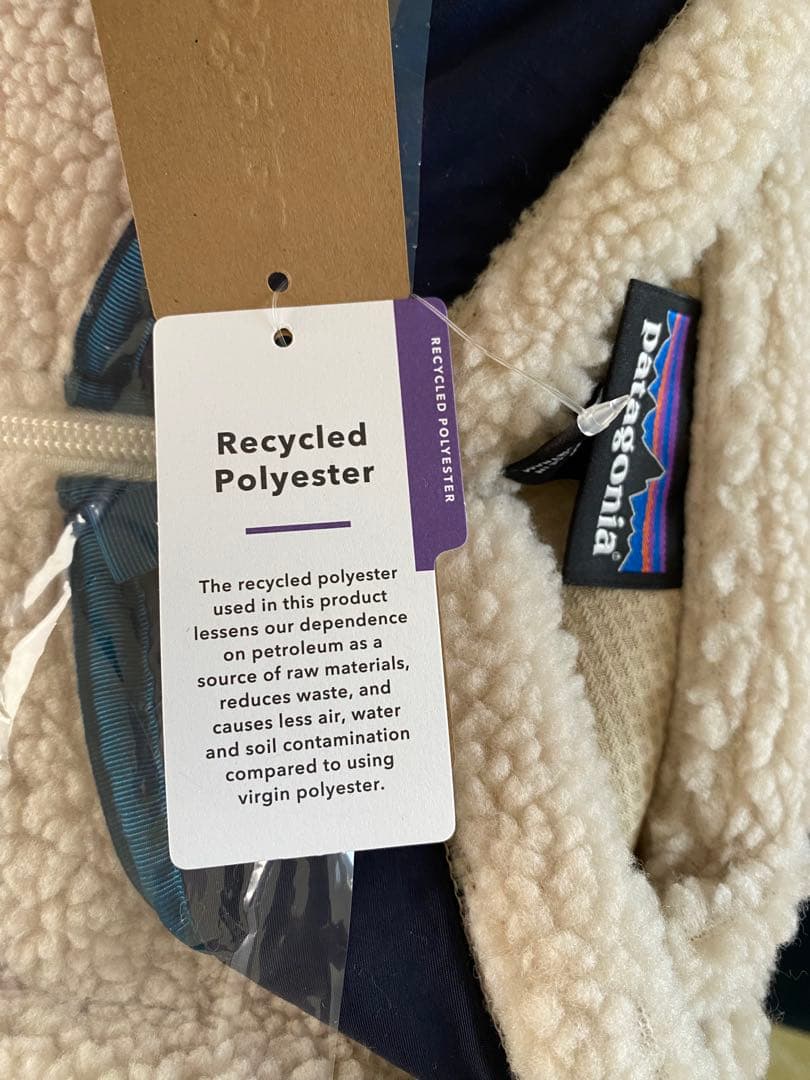 Recycled
Polyester
The recycled polyester
used in this product
lessens our dependence
on petroleum as a
source of raw materials,
reduces waste, and
causes less air, water
and soil contamination
compared to using
virgin polyester.
RECYCLED POLYESTER
patagonia®